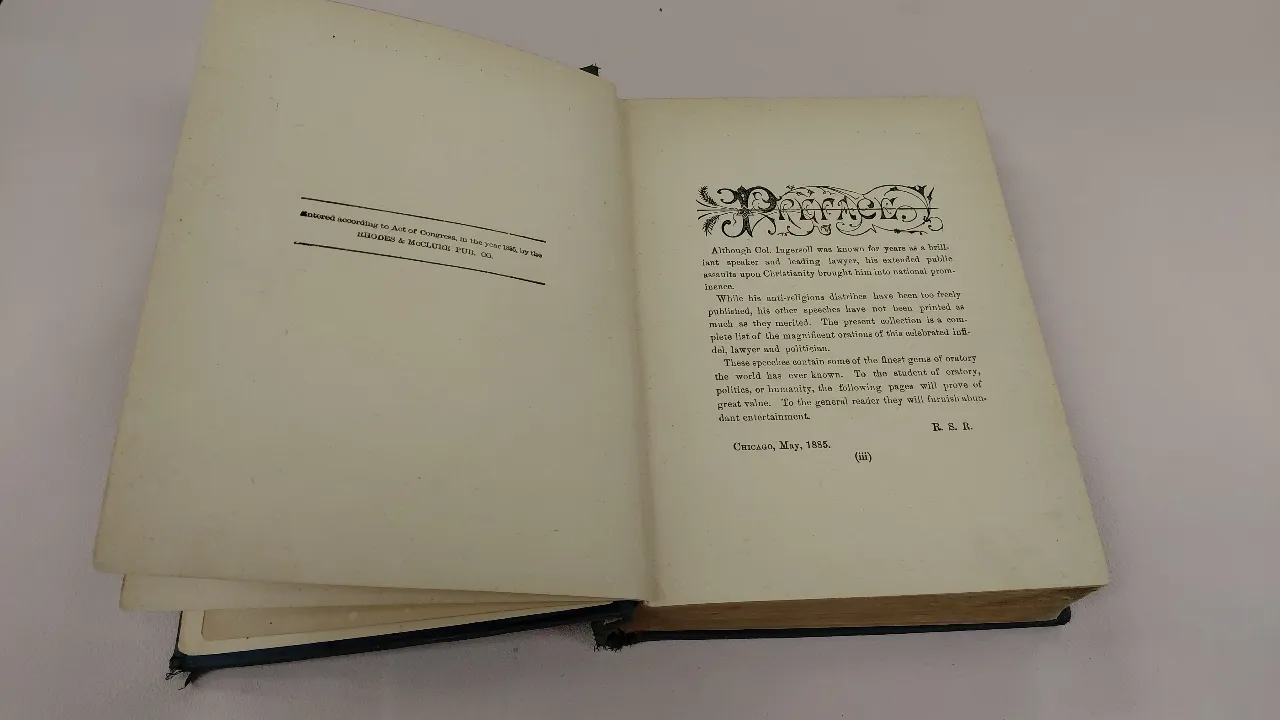 Entered according to Act of Congress, in the year 1885, by the
RHODES & McCLURE PUB. CO.
PREFACE
Although Col. Ingersoll was known for years as a brill-
iant speaker and leading lawyer, his extended public
assaults upon Christianity brought him into national prom-
inence.
While his anti-religious diatribes have been too freely
published, his other speeches have not been printed as
much as they merited. The present collection is a com-
plete list of the magnificent orations of this celebrated infi-
del, lawyer and politician.
These speeches contain some of the finest gems of oratory
the world has ever known. To the student of oratory,
politics, or humanity, the following pages will prove of
great value. To the general reader they will furnish abun-
dant entertainment.
R. S. R.
CHICAGO, May, 1885.
(iii)